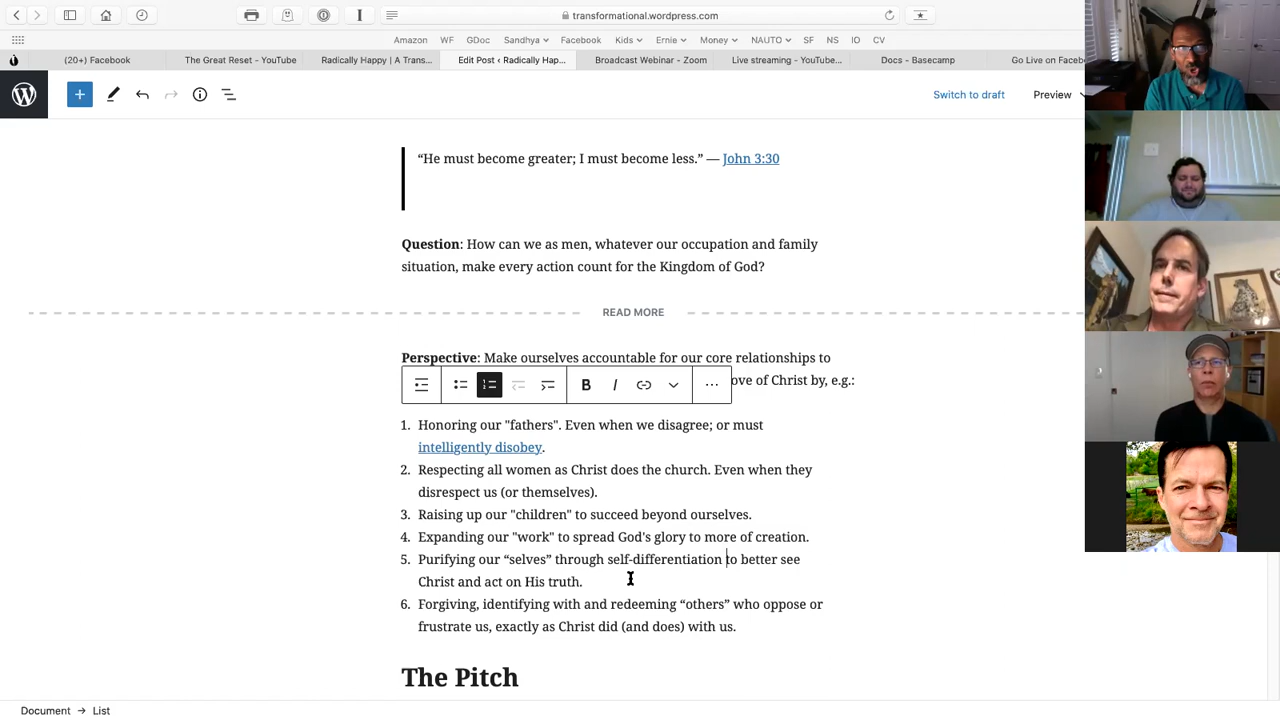 transformational.wordpress.com
Amazon WF GDoc Sandhya Facebook Kids Ernie Money NAUTO SF NS IO CV
(20+) Facebook The Great Reset - YouTube Radically Happy | A Trans... Edit Post ‹ Radically Hap... Broadcast Webinar - Zoom Live streaming - YouTube... Docs - Basecamp Go Live on Faceb
Switch to draft Preview
“He must become greater; I must become less.” — John 3:30
Question: How can we as men, whatever our occupation and family
situation, make every action count for the Kingdom of God?
READ MORE
Perspective: Make ourselves accountable for our core relationships to
ove of Christ by, e.g.:
B I
1. Honoring our "fathers". Even when we disagree; or must
intelligently disobey.
2. Respecting all women as Christ does the church. Even when they
disrespect us (or themselves).
3. Raising up our "children" to succeed beyond ourselves.
4. Expanding our "work" to spread God's glory to more of creation.
5. Purifying our “selves” through self-differentiation to better see
Christ and act on His truth.
6. Forgiving, identifying with and redeeming “others” who oppose or
frustrate us, exactly as Christ did (and does) with us.
The Pitch
Document → List